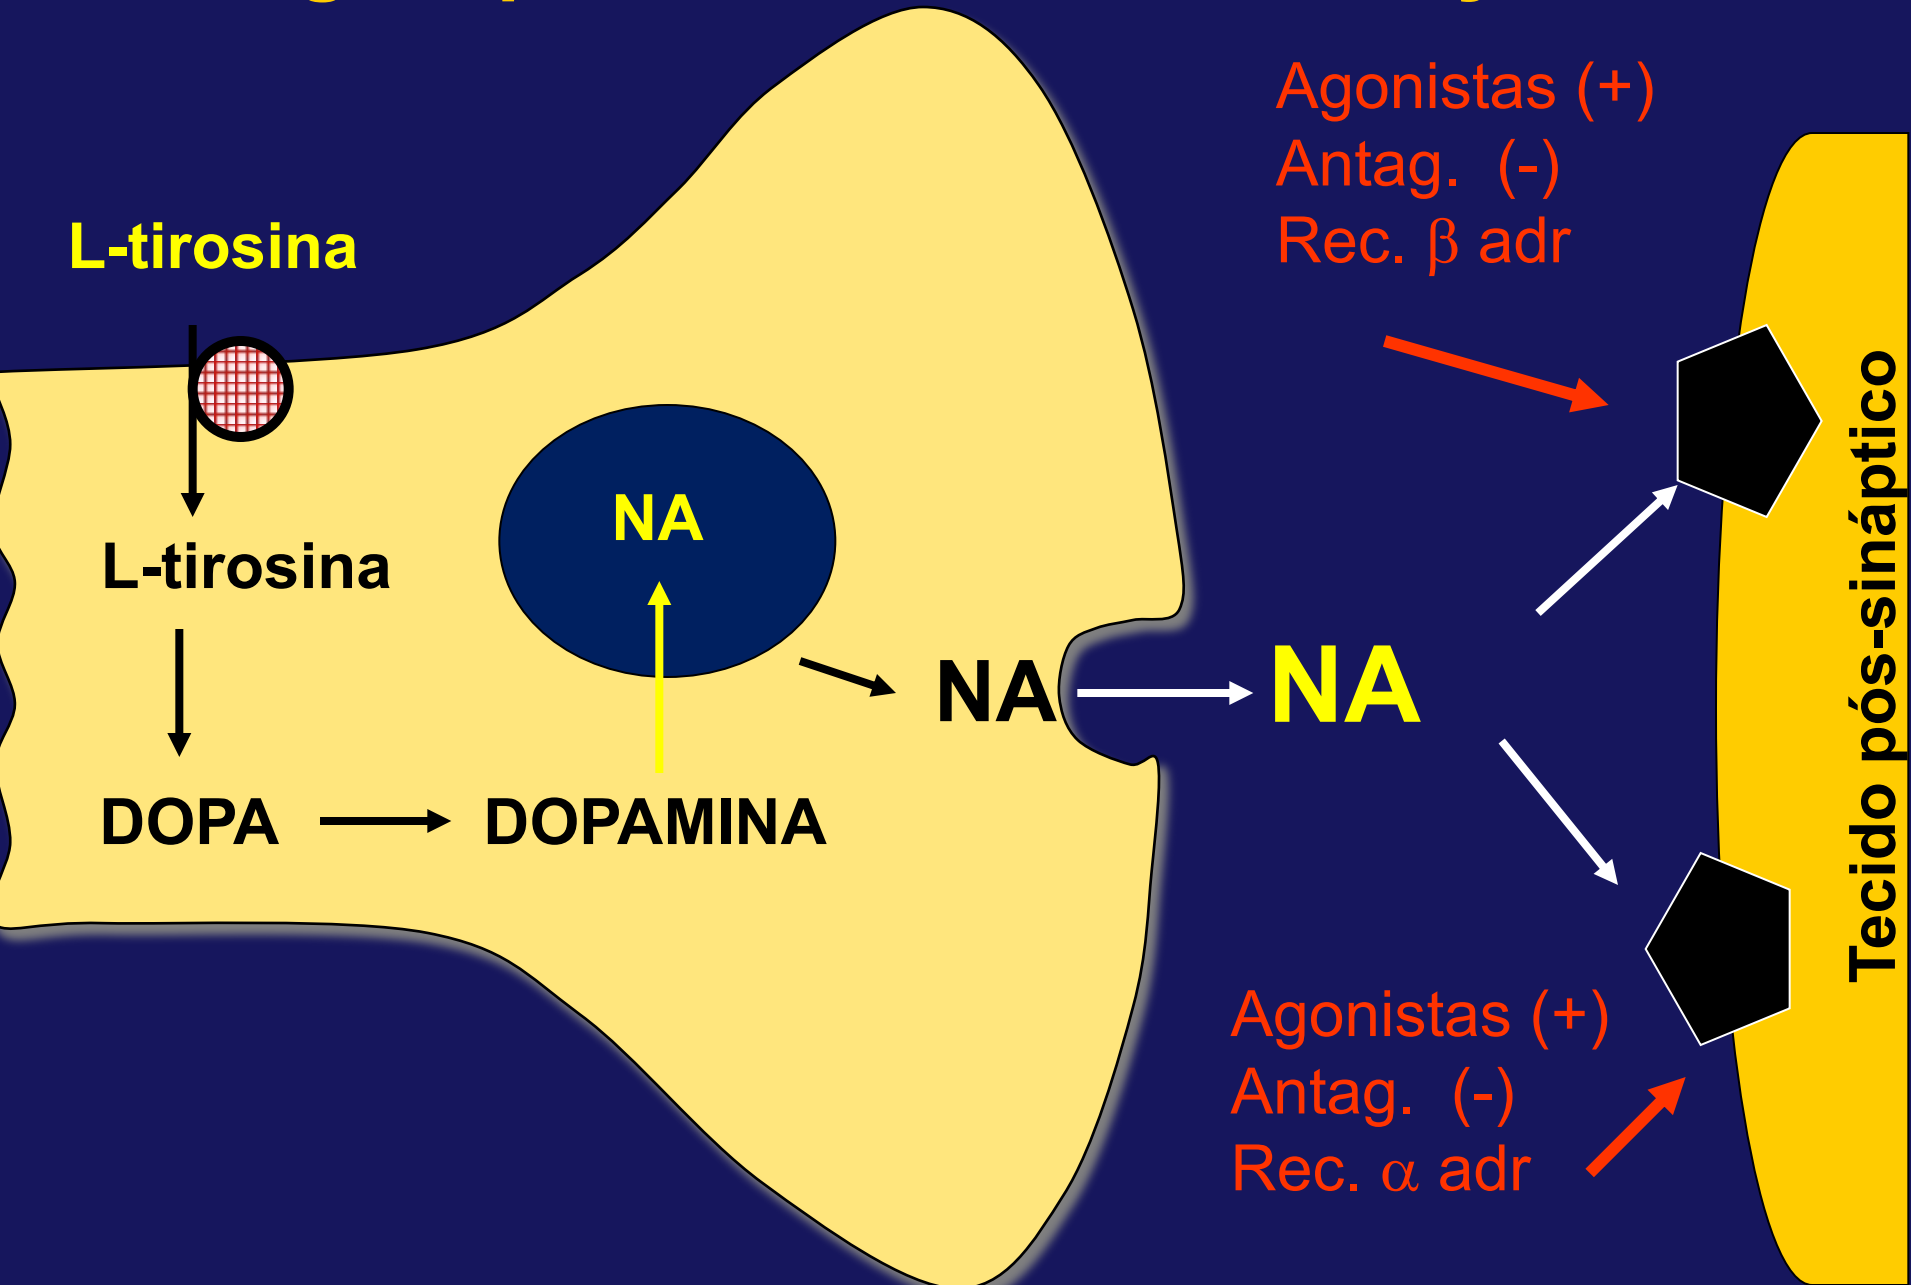 L-tirosina
L-tirosina
DOPA
DOPAMINA
NA
NA
NA
Agonistas (+)
Antag. (-)
Rec. β adr
Agonistas (+)
Antag. (-)
Rec. α adr
Tecido pós-sináptico